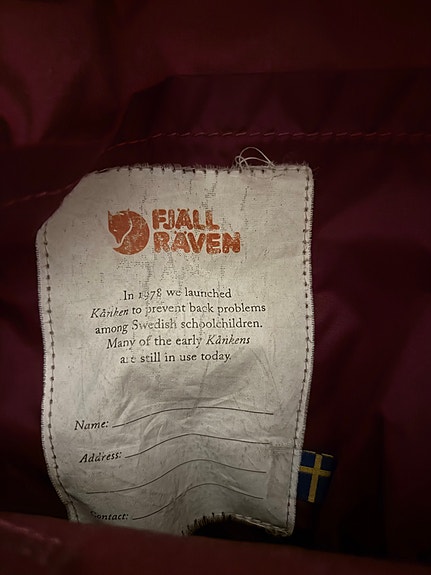 FJÄLL
RÄVEN
In 1978 we launched
Kånken to prevent back problems
among Swedish schoolchildren.
Many of the early Kånkens
are still in use today.
Name:
Address:
Contact: